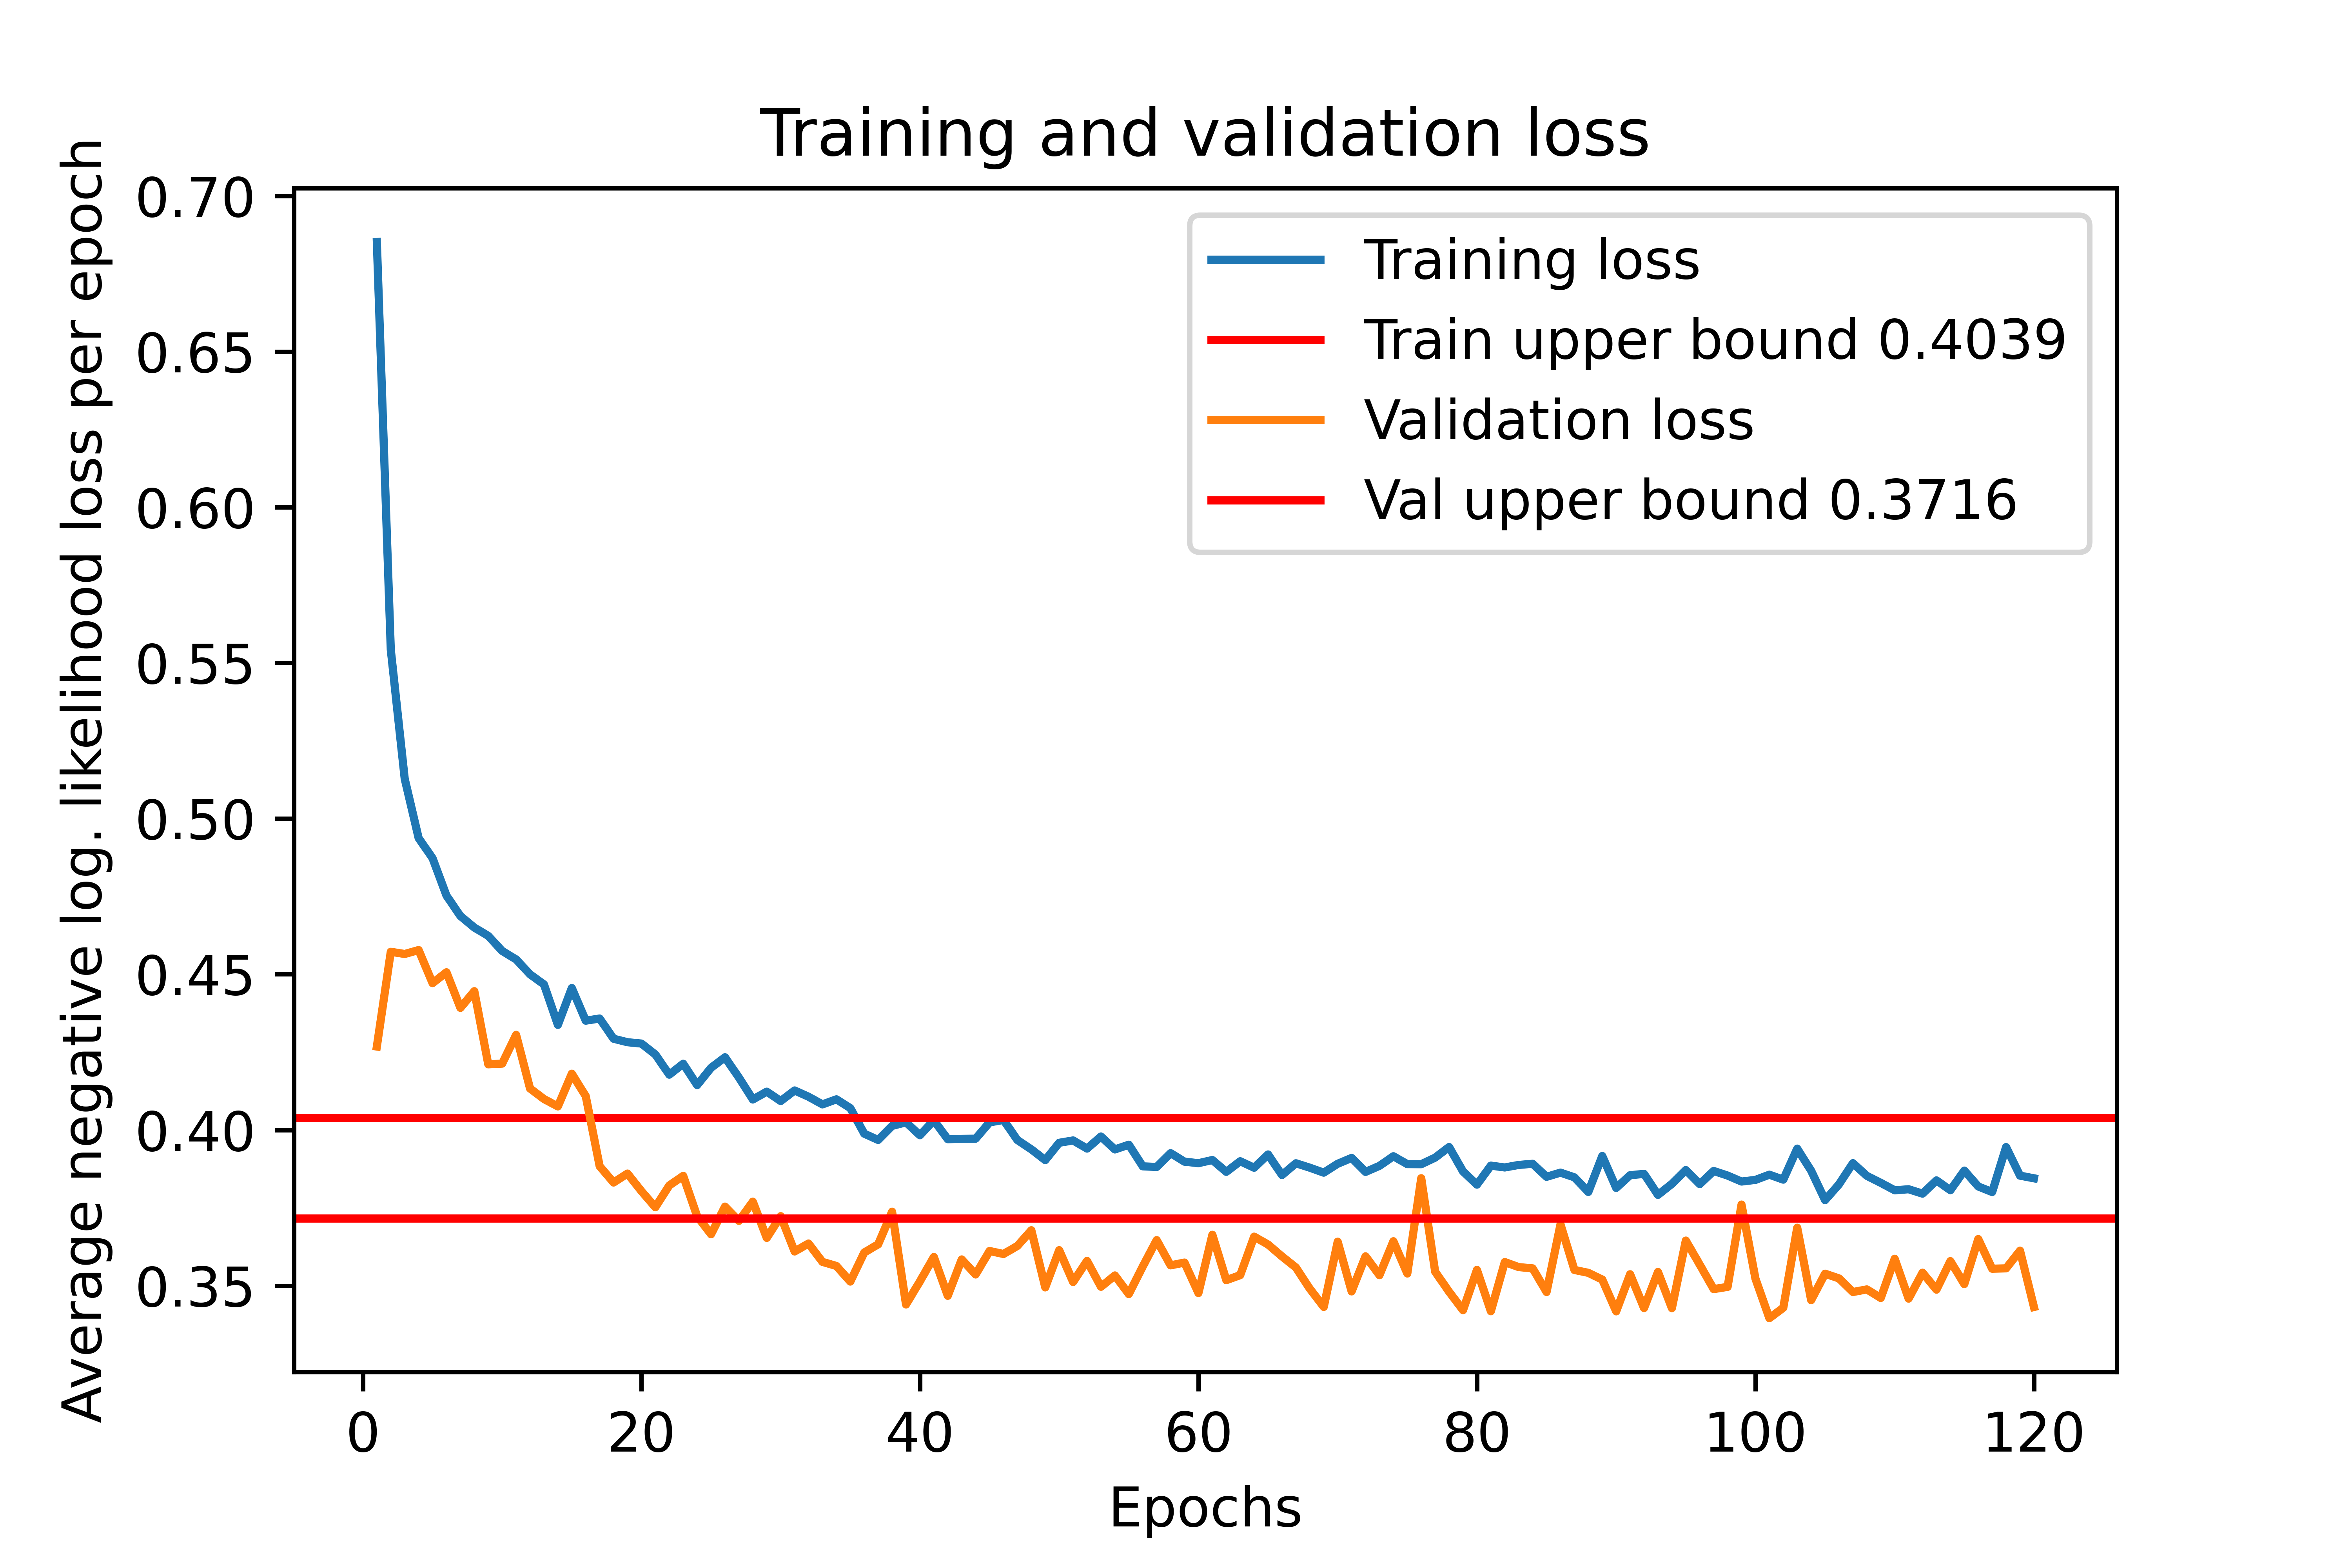 Training and validation loss
Average negative log. likelihood loss per epoch
0.70
0.65
0.60
0.55
0.50
0.45
0.40
0.35
Training loss
Train upper bound 0.4039
Validation loss
Val upper bound 0.3716
0 20 40 60 80 100 120
Epochs